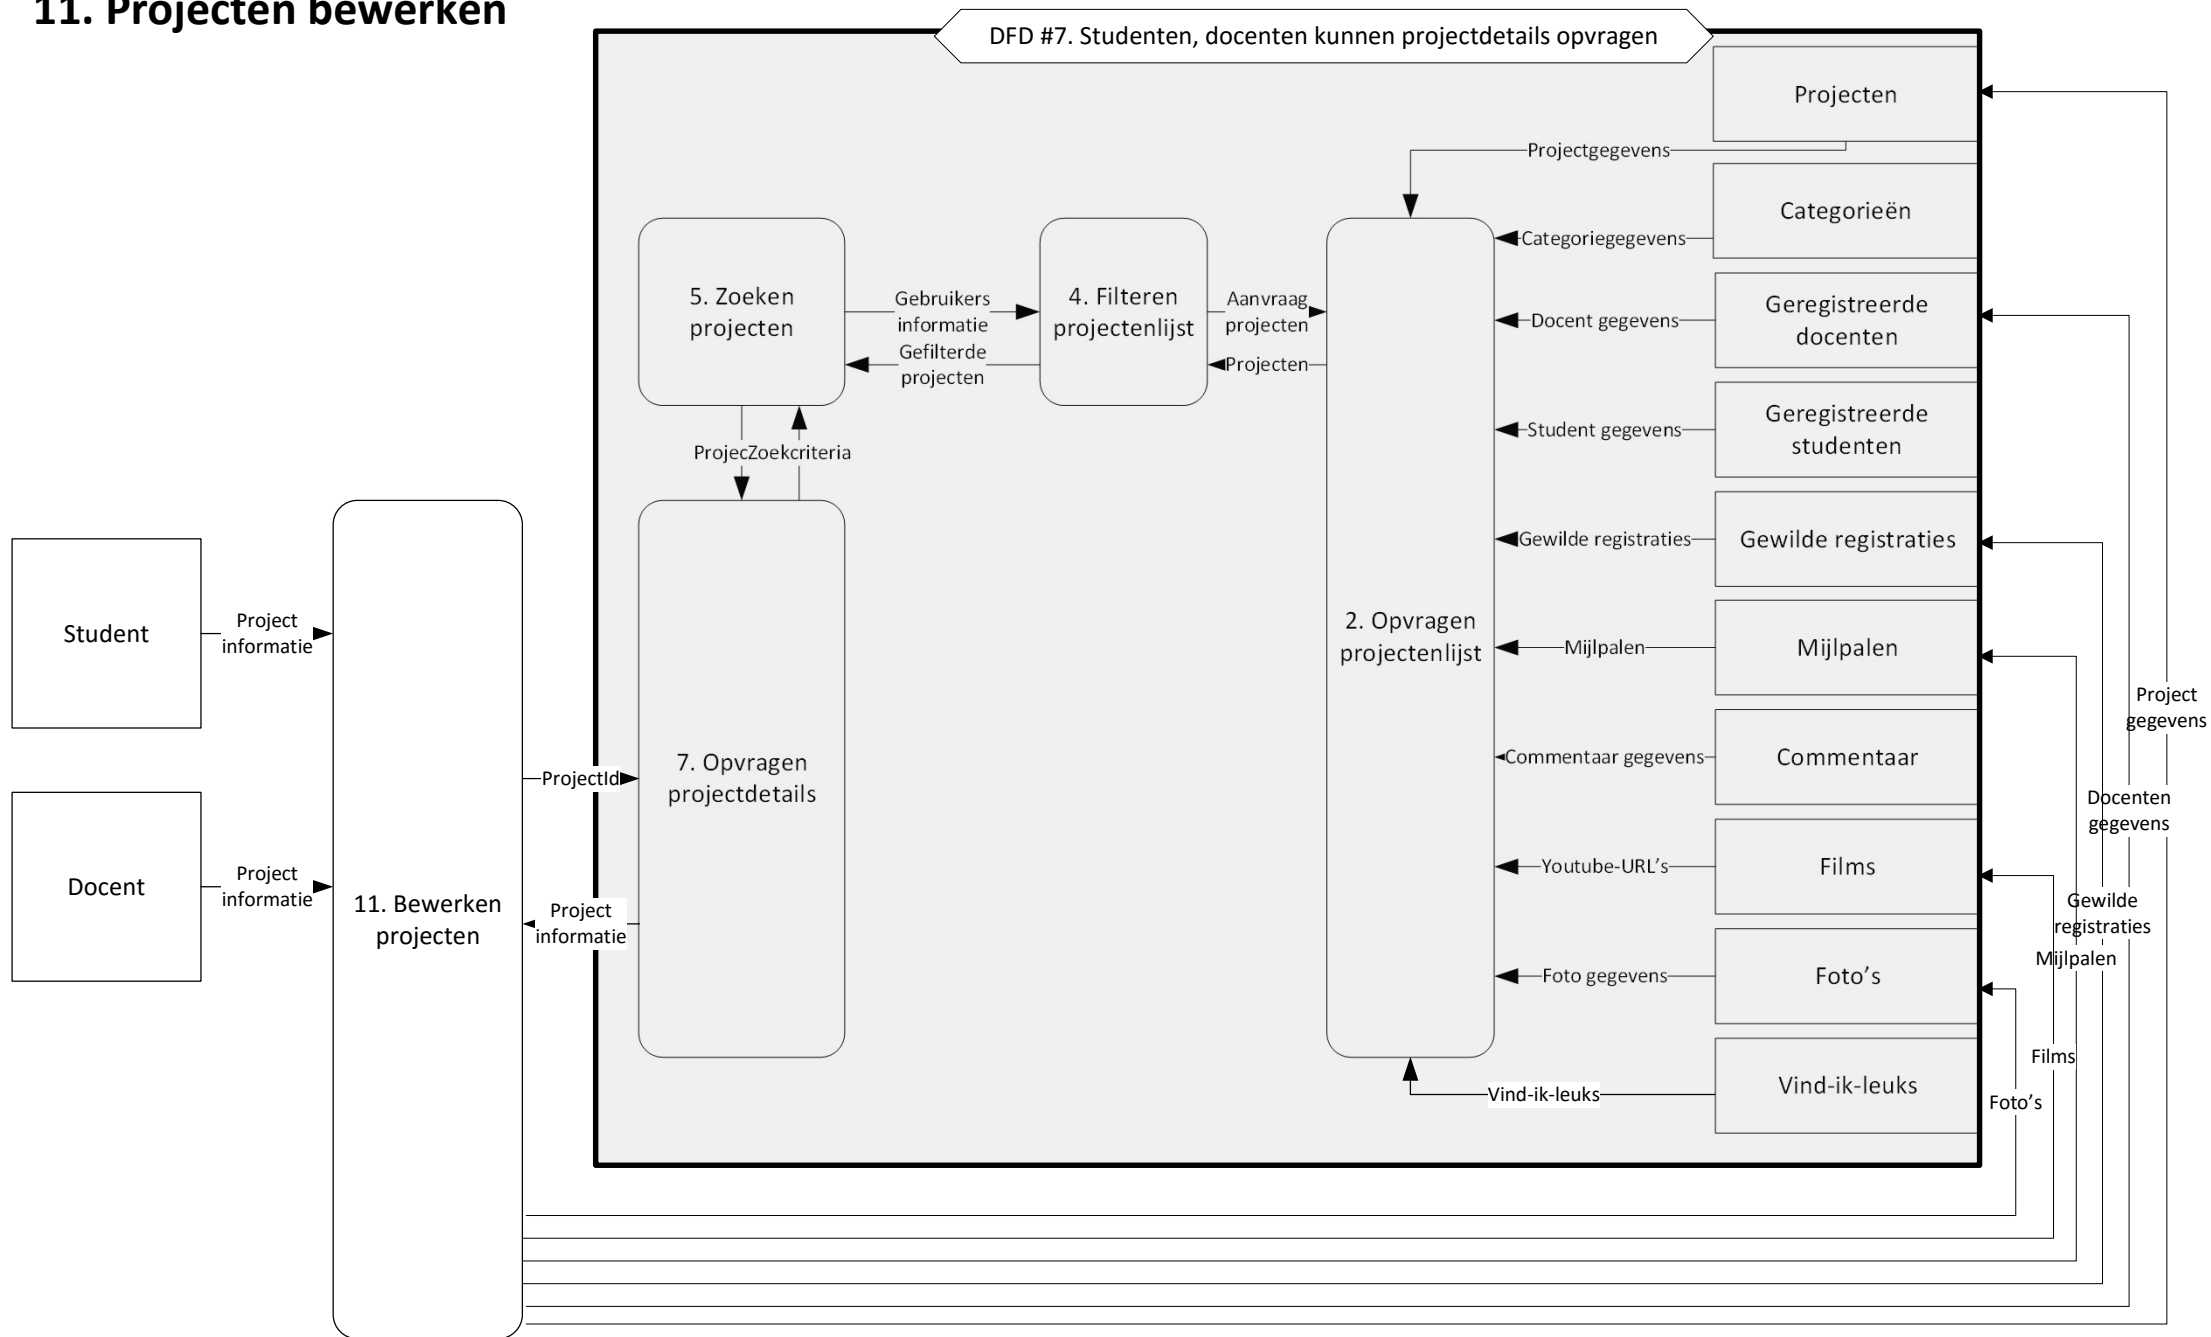 11. Projecten bewerken
DFD #7. Studenten, docenten kunnen projectdetails opvragen
Projecten
Projectgegevens
Categorieën
Categoriegegevens
5. Zoeken
projecten
Gebruikers
informatie
Gefilterde
projecten
4. Filteren
projectenlijst
Aanvraag
projecten
Projecten
Docent gegevens
Geregistreerde
docenten
Student gegevens
Geregistreerde
studenten
Projec
Zoekcriteria
Gewilde registraties
Gewilde registraties
Student
Project
informatie
2. Opvragen
projectenlijst
Mijlpalen
Mijlpalen
Project
gegevens
ProjectId
7. Opvragen
projectdetails
Commentaar gegevens
Commentaar
Docenten
gegevens
Docent
Project
informatie
11. Bewerken
projecten
Project
informatie
Youtube-URL’s
Films
Gewilde
registraties
Mijlpalen
Foto gegevens
Foto’s
Films
Vind-ik-leuks
Vind-ik-leuks
Foto’s